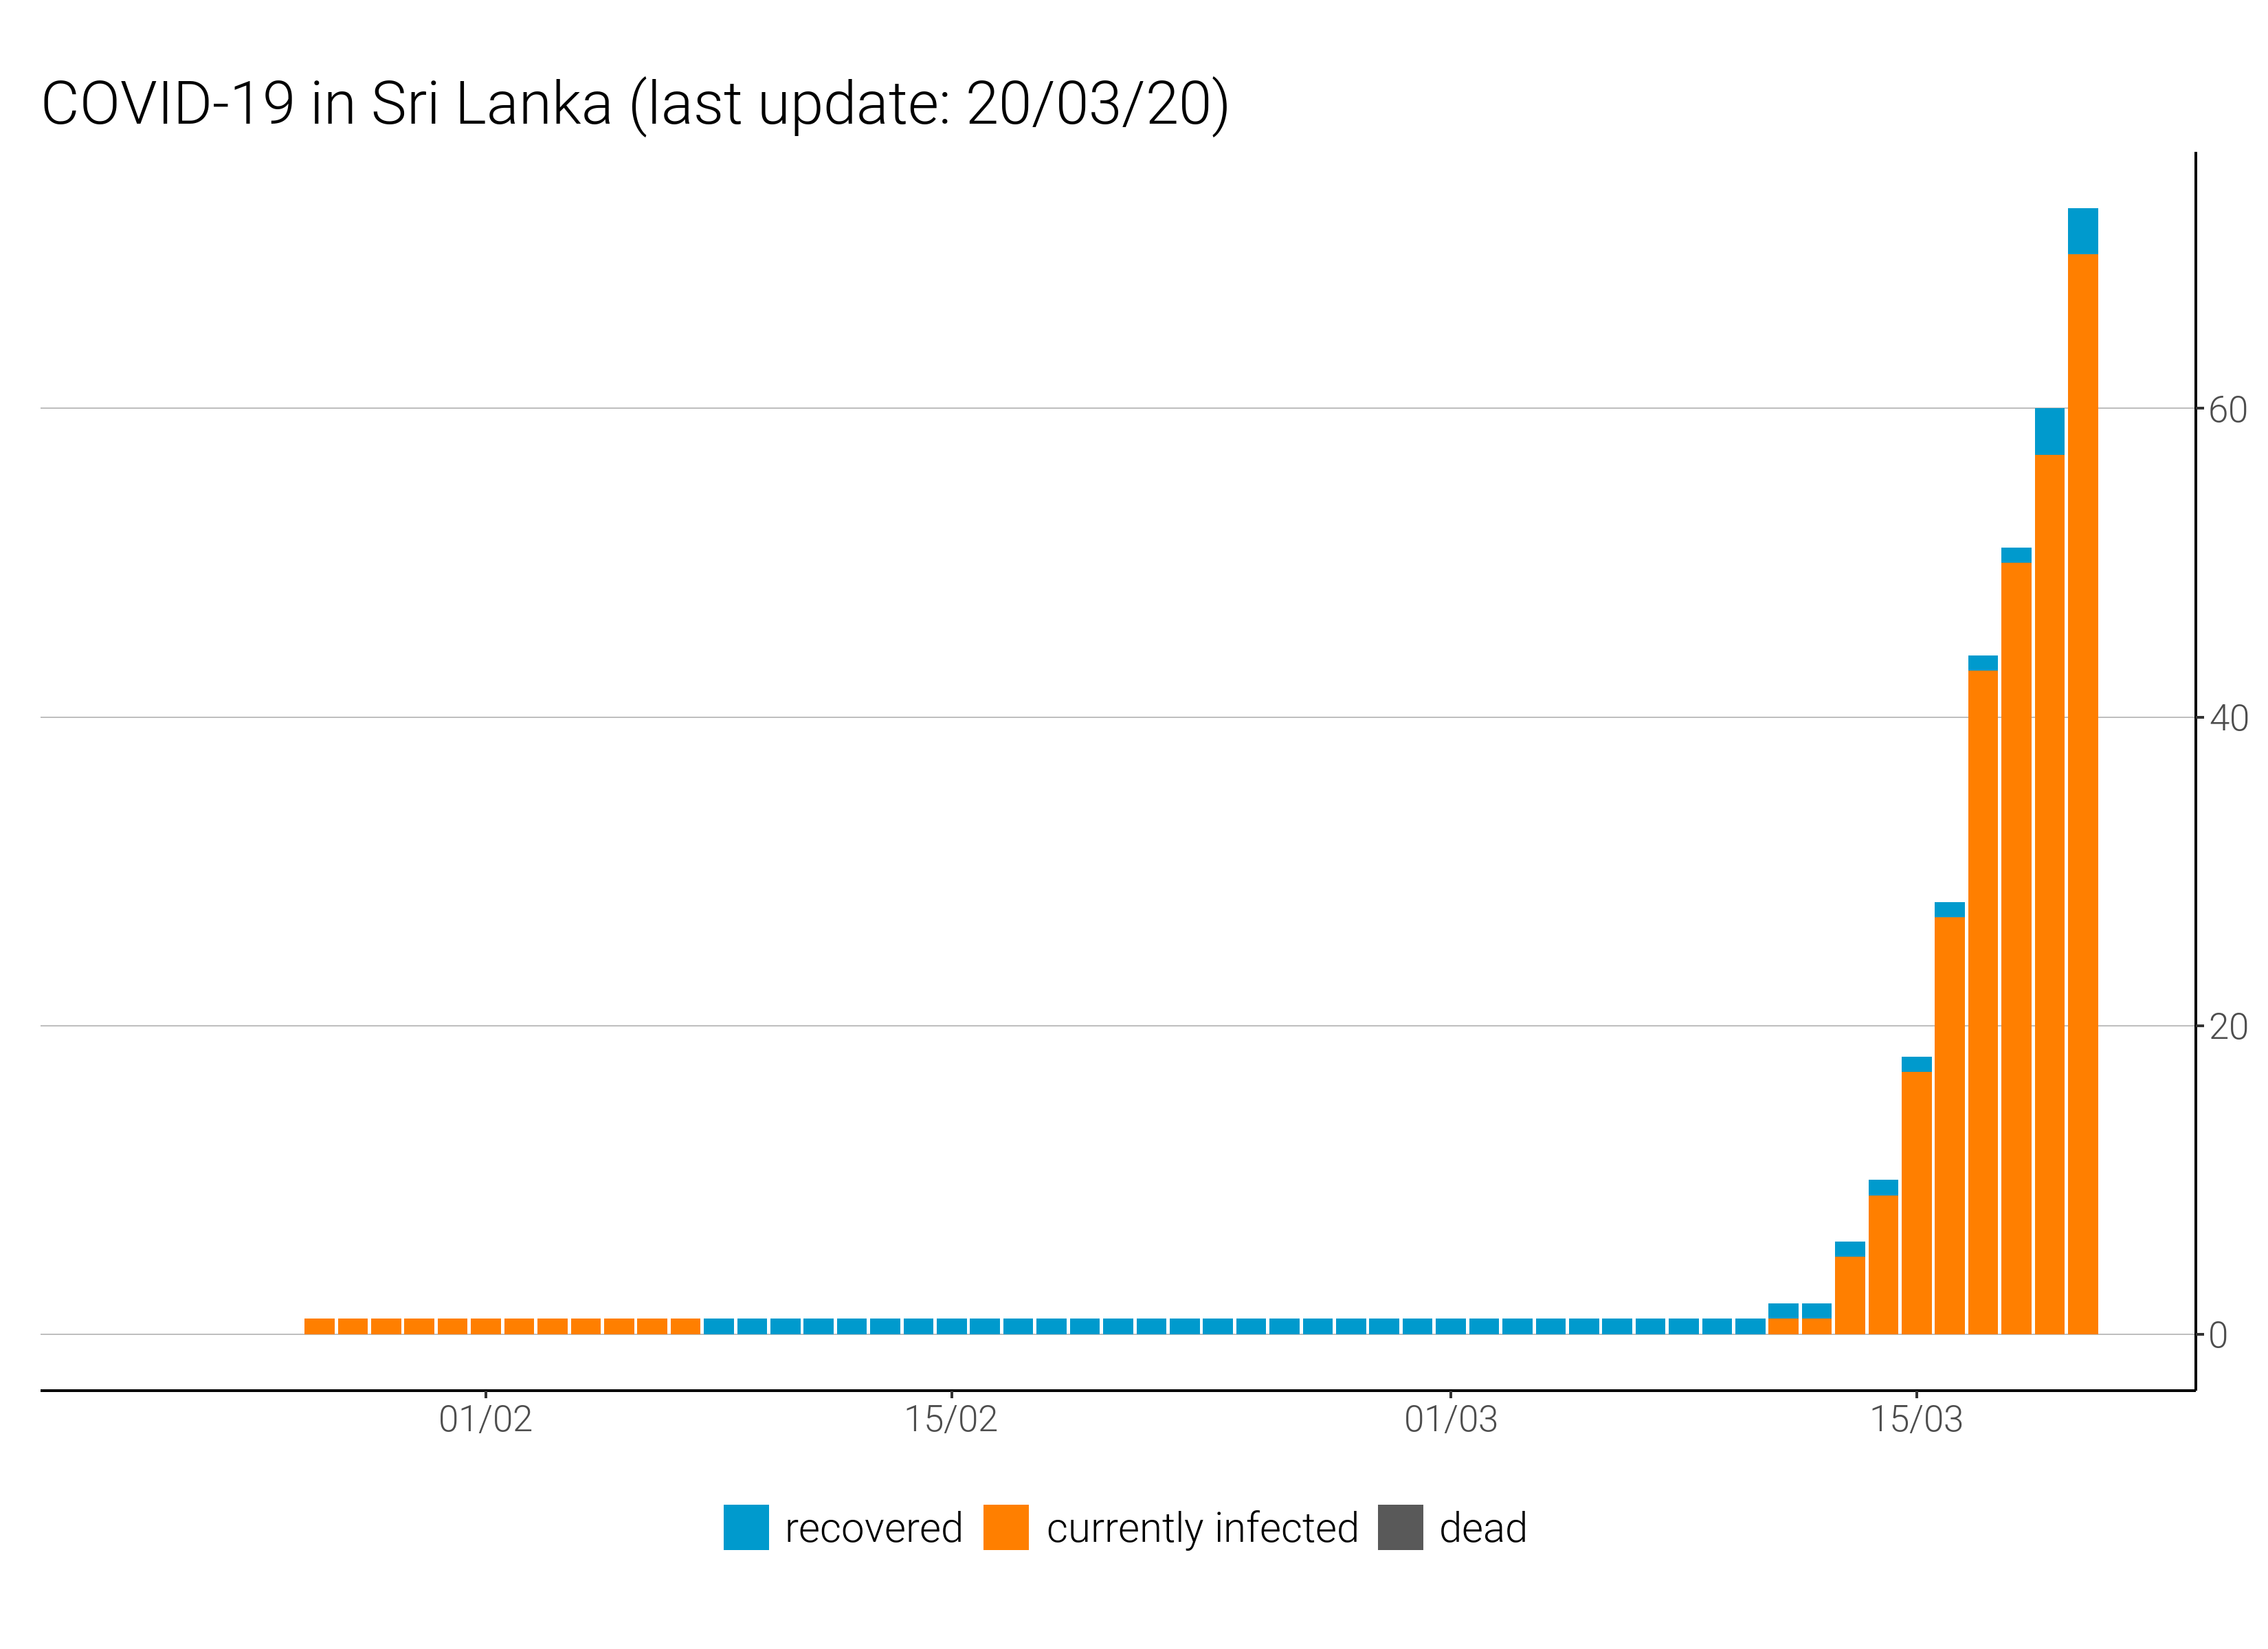 COVID-19 in Sri Lanka (last update: 20/03/20)
60
40
20
0
01/02 15/02 01/03 15/03
recovered currently infected dead